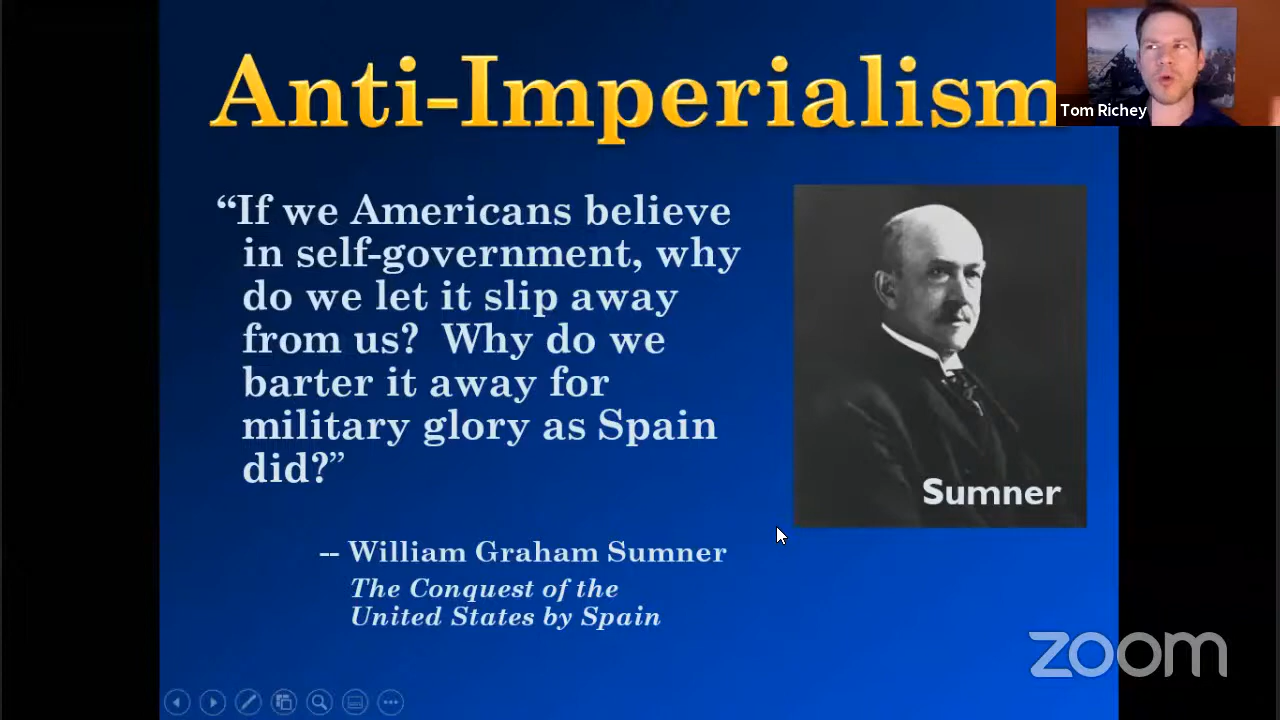 Anti-Imperialism
Tom Richey
“If we Americans believe
in self-government, why
do we let it slip away
from us?  Why do we
barter it away for
military glory as Spain
did?”
Sumner
-- William Graham Sumner
The Conquest of the
United States by Spain
zoom